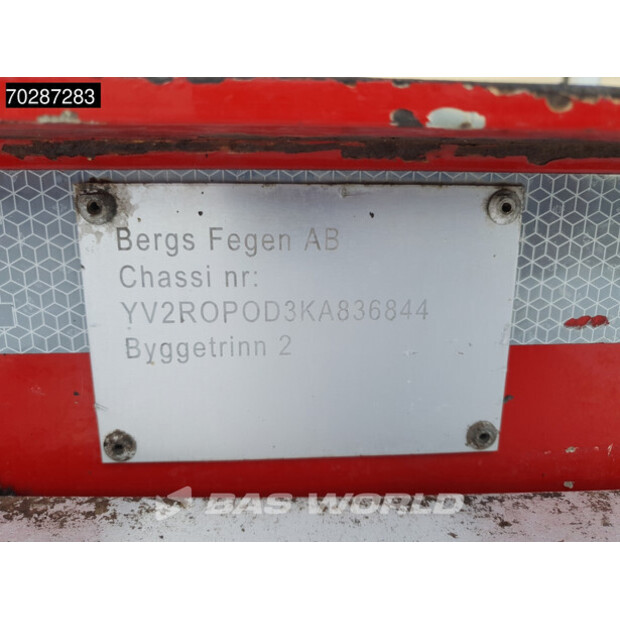 70287283
Bergs Fegen AB
Chassi nr:
YV2ROPOD3KA836844
Byggetrinn 2
BAS WORLD